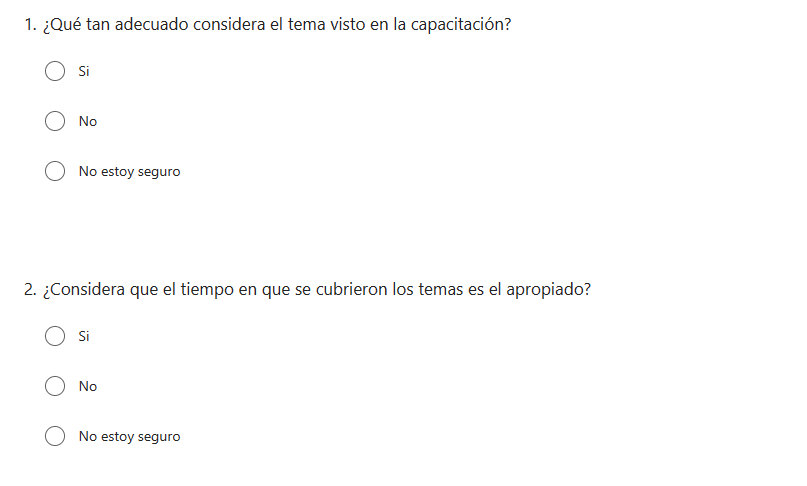 1. ¿Qué tan adecuado considera el tema visto en la capacitación?
Si
No
No estoy seguro
2. ¿Considera que el tiempo en que se cubrieron los temas es el apropiado?
Si
No
No estoy seguro